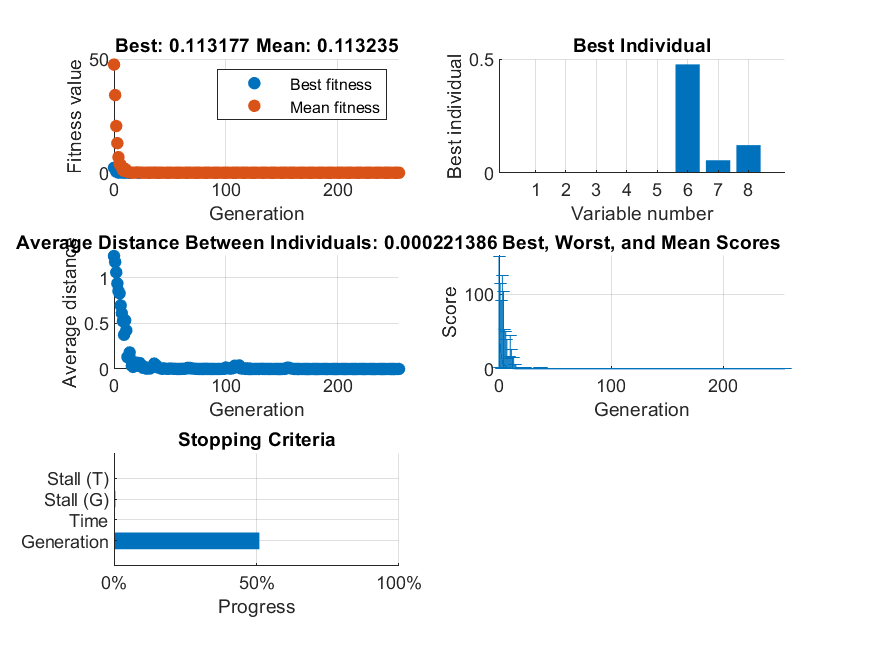 Best: 0.113177 Mean: 0.113235
Fitness value
50
0
Best fitness
Mean fitness
0 100 200
Generation
Best Individual
Best individual
0.5
0
1 2 3 4 5 6 7 8
Variable number
Average Distance Between Individuals: 0.000221386
Average distance
1
0.5
0
0 100 200
Generation
Best, Worst, and Mean Scores
Score
100
0
0 100 200
Generation
Stopping Criteria
Stall (T)
Stall (G)
Time
Generation
0% 50% 100%
Progress